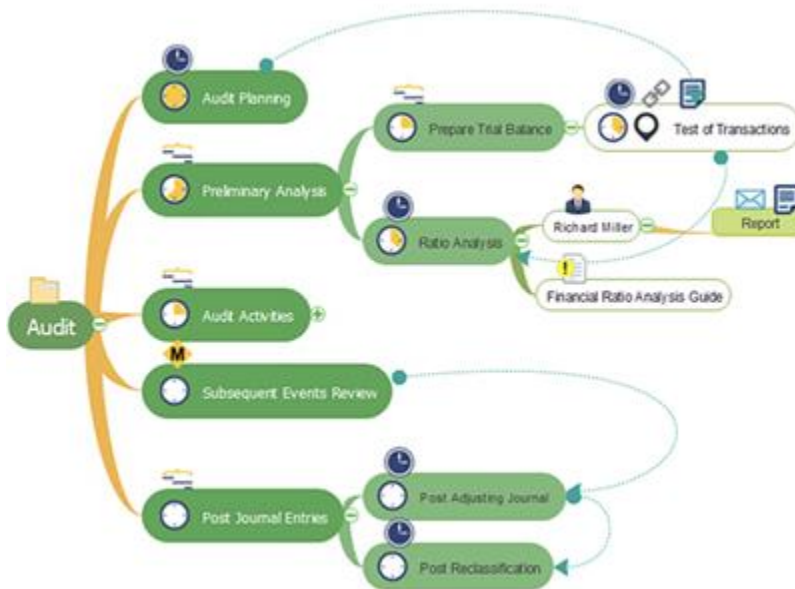 Audit Planning
Prepare Trial Balance
Test of Transactions
Preliminary Analysis
Ratio Analysis
Richard Miller
Report
Financial Ratio Analysis Guide
Audit
Audit Activities
M
Subsequent Events Review
Post Journal Entries
Post Adjusting Journal
Post Reclassification